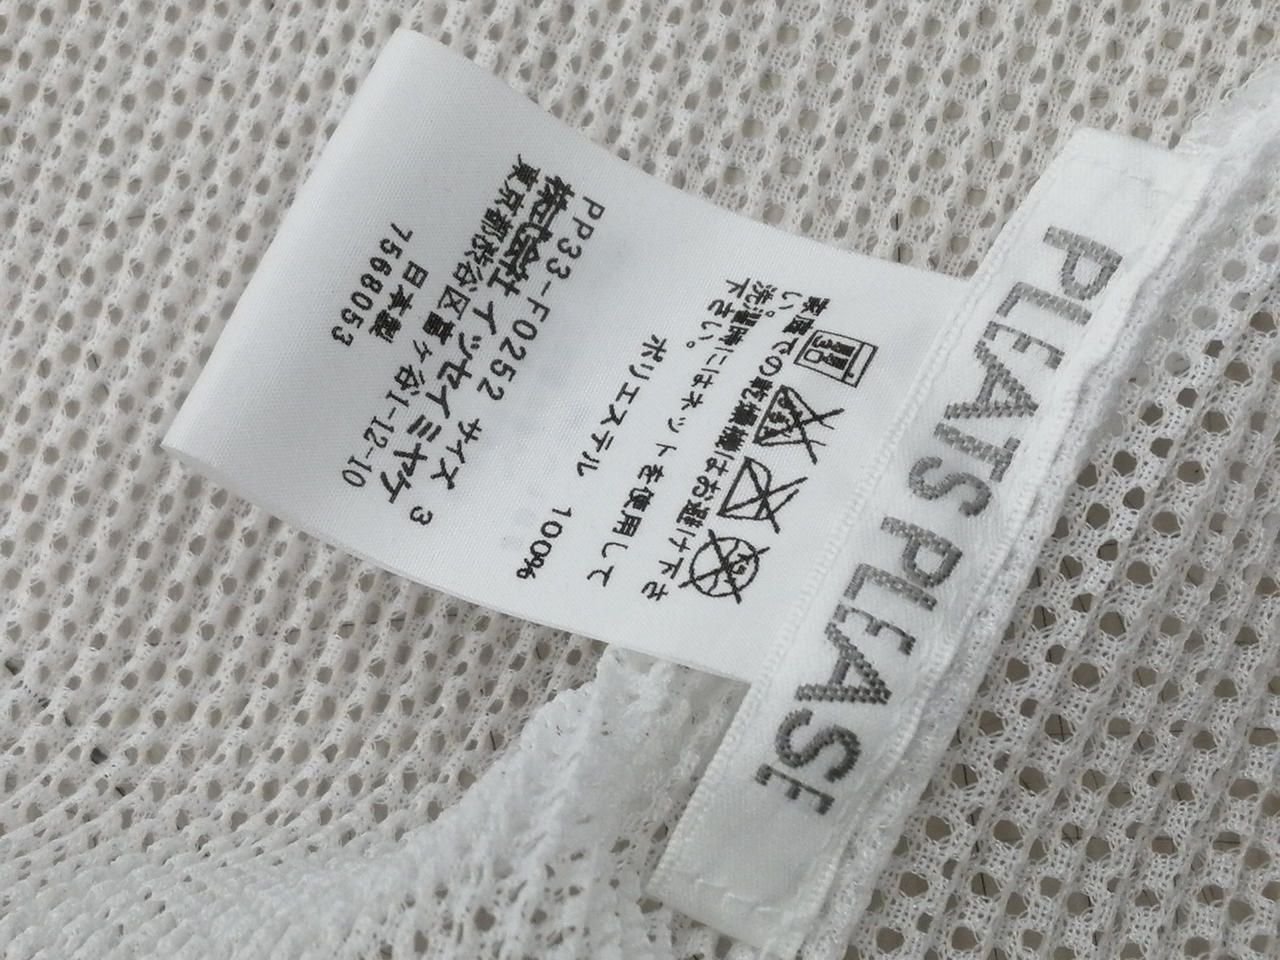 PLEATS PLEASE
家庭での乾燥機はお避け下さ
い。
洗濯時にはネットを使用して
下さい。
ポリエステル 100%
PP33-F0252 サイズ 3
株式会社 イッセイミヤケ
東京都渋谷区富ヶ谷1-12-10
日本製
7568053